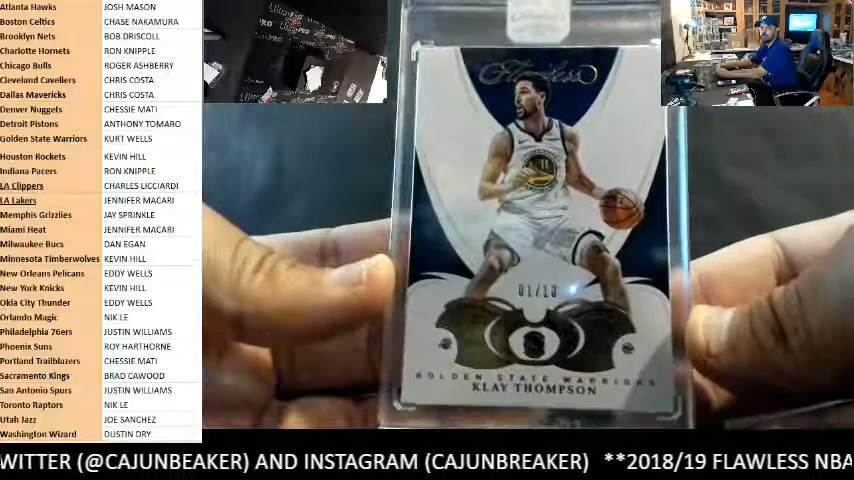 Atlanta Hawks JOSH MASON
Boston Celtics CHASE NAKAMURA
Brooklyn Nets BOB DRISCOLL
Charlotte Hornets RON KNIPPLE
Chicago Bulls ROGER ASHBERRY
Cleveland Cavaliers CHRIS COSTA
Dallas Mavericks CHRIS COSTA
Denver Nuggets CHESSIE MATI
Detroit Pistons ANTHONY TOMARO
Golden State Warriors KURT WELLS
Houston Rockets KEVIN HILL
Indiana Pacers RON KNIPPLE
LA Clippers CHARLES LICCIARDI
LA Lakers JENNIFER MACARI
Memphis Grizzlies JAY SPRINKLE
Miami Heat JENNIFER MACARI
Milwaukee Bucs DAN EGAN
Minnesota Timberwolves KEVIN HILL
New Orleans Pelicans EDDY WELLS
New York Knicks KEVIN HILL
Okla City Thunder EDDY WELLS
Orlando Magic NIK LE
Philadelphia 76ers JUSTIN WILLIAMS
Phoenix Suns ROY HARTHORNE
Portland Trailblazers CHESSIE MATI
Sacramento Kings BRAD CAWOOD
San Antonio Spurs JUSTIN WILLIAMS
Toronto Raptors NIK LE
Utah Jazz JOE SANCHEZ
Washington Wizard DUSTIN DRY
Flawless
01/13
GOLDEN STATE WARRIORS
KLAY THOMPSON
WITTER (@CAJUNBEAKER) AND INSTAGRAM (CAJUNBREAKER) **2018/19 FLAWLESS NBA